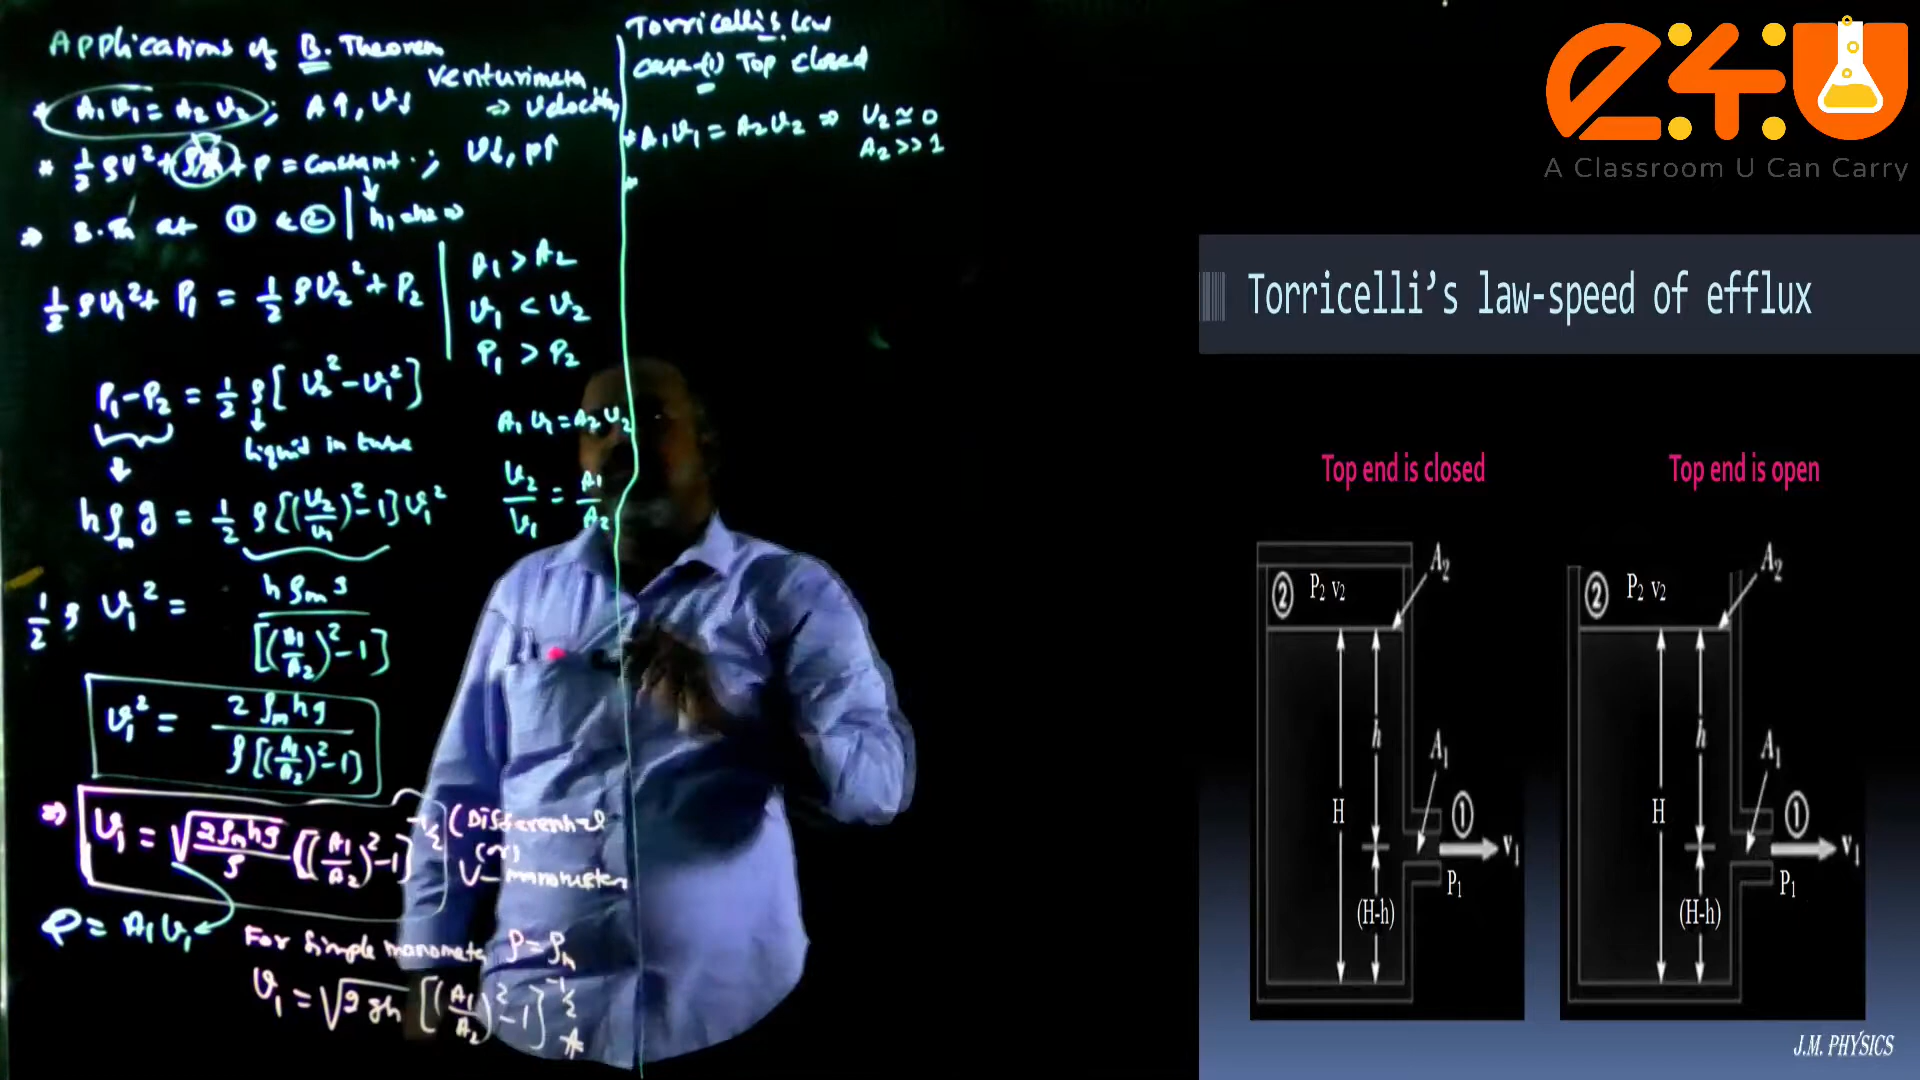 Applications of B. Theorem
* A₁v₁ = A₂v₂ ; A↑, v↓
Venturimeter
⇒ velocity
* ½ρv² + ρgh + P = constant. ; v↓, P↑
⇒ B.Th at ① & ② | h₁ = h₂ ⇒
½ρv₁² + P₁ = ½ρv₂² + P₂
A₁ > A₂
v₁ < v₂
P₁ > P₂
P₁-P₂ = ½ρ[v₂² - v₁²]
liquid in tube
A₁v₁ = A₂v₂
v₂/v₁ = A₁/A₂
hρₘg = ½ρ[(v₂/v₁)² - 1]v₁²
½ρ v₁² = hρₘg / [(A₁/A₂)² - 1]
v₁² = 2ρₘhg / ρ[(A₁/A₂)² - 1]
⇒ v₁ = √(2ρₘhg/ρ) [(A₁/A₂)² - 1]^-½
(Differential
(or)
U-manometer
Q = A₁v₁
For simple manometer ρ = ρₘ
v₁ = √2gh [(A₁/A₂)² - 1]^-½
Torricelli's law
case-(1) Top closed
* A₁v₁ = A₂v₂ ⇒ v₂ ≃ 0
A₂ >> 1
*
e4U
A Classroom U Can Carry
Torricelli's law-speed of efflux
Top end is closed
② P₂ v₂
A₂
h
H
A₁
①
v₁
P₁
(H-h)
Top end is open
② P₂ v₂
A₂
h
H
A₁
①
v₁
P₁
(H-h)
J.M. PHYSICS